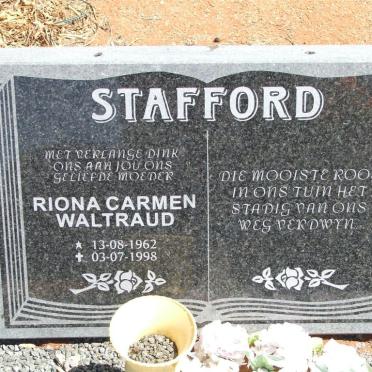 STAFFORD
MET VERLANGE DINK
ONS AAN JOU ONS
GELIEFDE MOEDER
RIONA CARMEN
WALTRAUD
★ 13-08-1962
✝ 03-07-1998
DIE MOOISTE ROO
IN ONS TUIN HET
STADIG VAN ONS
WEG VERDWYN...